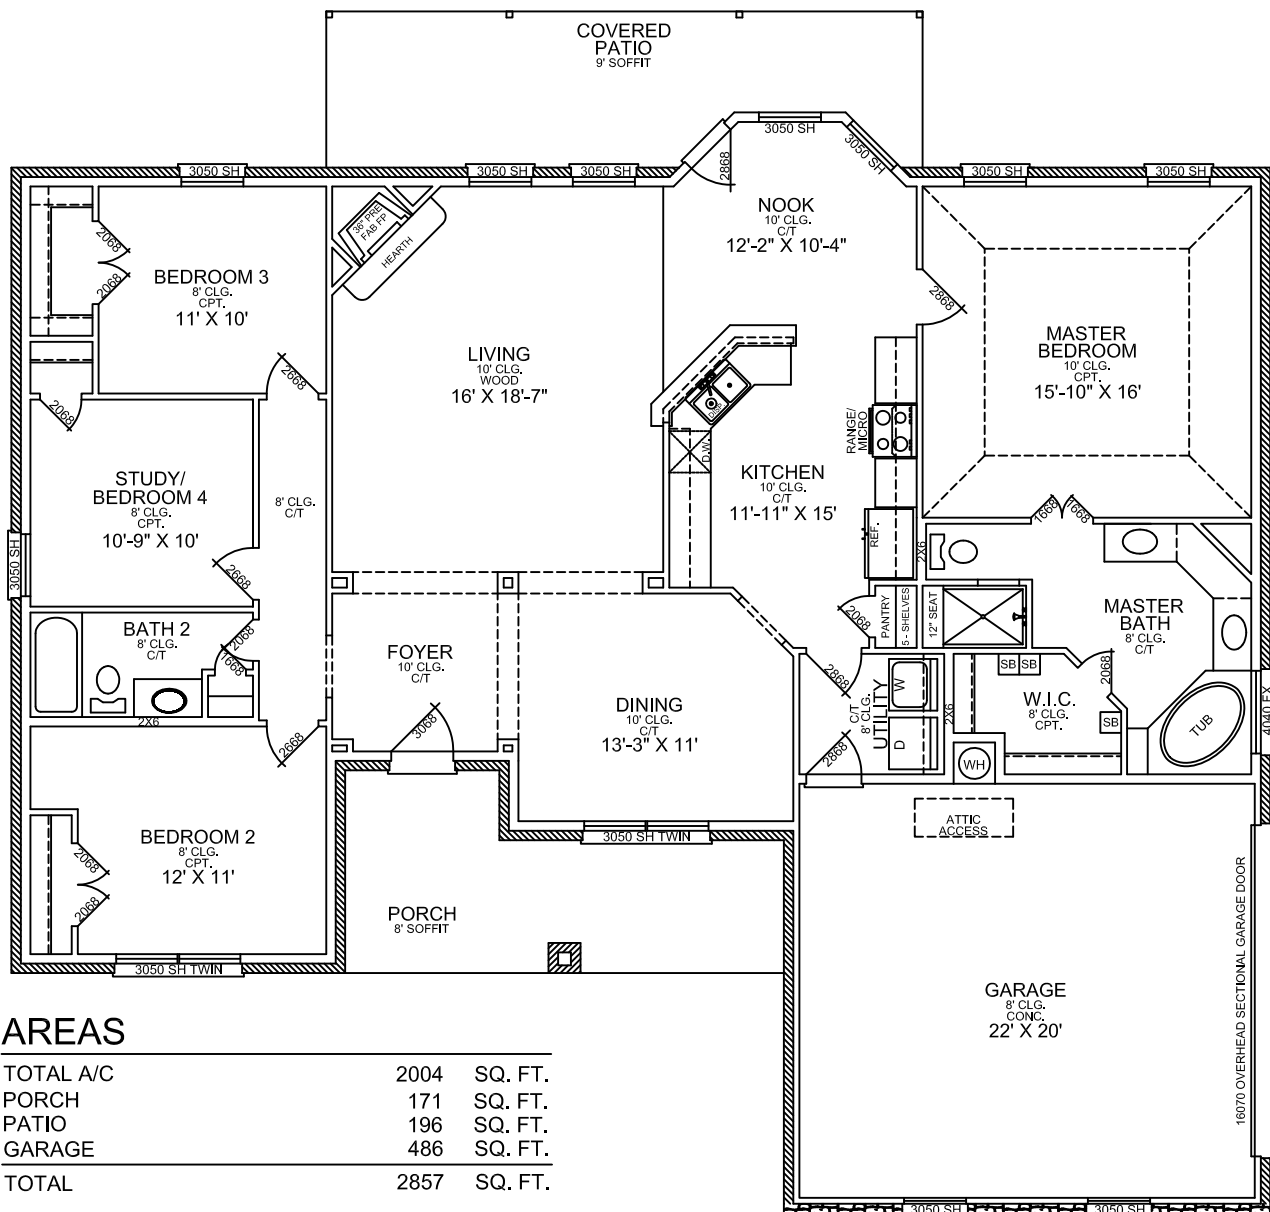 COVERED
PATIO
9' SOFFIT
3050 SH
3050 SH
3050 SH
3050 SH
3050 SH
3050 SH
3050 SH
2868
NOOK
10' CLG.
C/T
12'-2" X 10'-4"
36" PRE
FAB FP
HEARTH
2068
2068
BEDROOM 3
8' CLG.
CPT.
11' X 10'
2668
LIVING
10' CLG.
WOOD
16' X 18'-7"
2868
MASTER
BEDROOM
10' CLG.
CPT.
15'-10" X 16'
2068
STUDY/
BEDROOM 4
8' CLG.
CPT.
10'-9" X 10'
8' CLG.
C/T
2668
3050 SH
DISP.
D.W.
RANGE/
MICRO
KITCHEN
10' CLG.
C/T
11'-11" X 15'
REF.
2X6
1668
1668
BATH 2
8' CLG.
C/T
2068
1668
2X6
FOYER
10' CLG.
C/T
3068
2068
PANTRY
5 - SHELVES
12" SEAT
MASTER
BATH
8' CLG.
C/T
2068
SB
SB
SB
W.I.C.
8' CLG.
CPT.
TUB
4040 FX
2868
UTILITY
8' CLG.
C/T
W
D
2X6
WH
2868
DINING
10' CLG.
C/T
13'-3" X 11'
3050 SH TWIN
2668
BEDROOM 2
8' CLG.
CPT.
12' X 11'
2068
2068
3050 SH TWIN
PORCH
8' SOFFIT
ATTIC
ACCESS
GARAGE
8' CLG.
CONC.
22' X 20'
16070 OVERHEAD SECTIONAL GARAGE DOOR
3050 SH
3050 SH
AREAS
TOTAL A/C 2004 SQ. FT.
PORCH 171 SQ. FT.
PATIO 196 SQ. FT.
GARAGE 486 SQ. FT.
TOTAL 2857 SQ. FT.